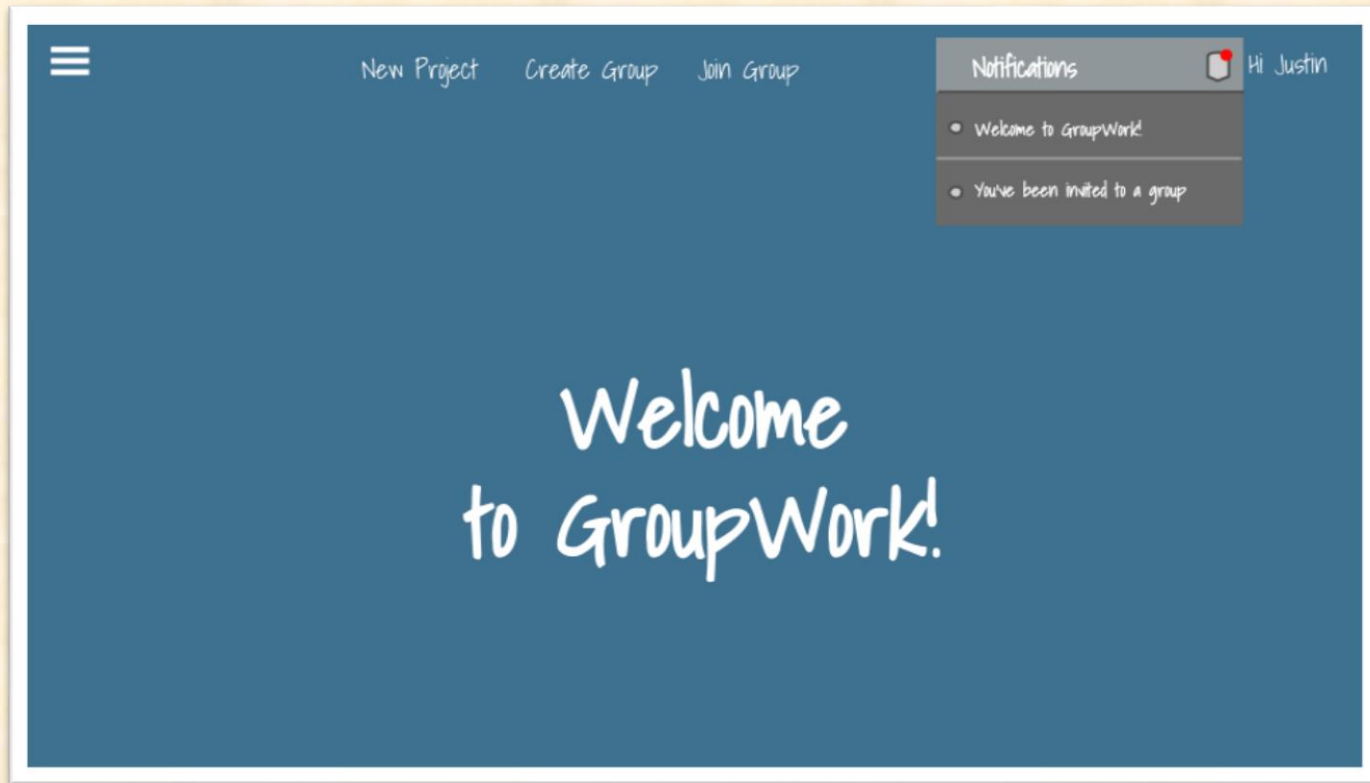 New Project Create Group Join Group
Notifications
Hi Justin
Welcome to GroupWork!
You've been invited to a group
Welcome
to GroupWork!